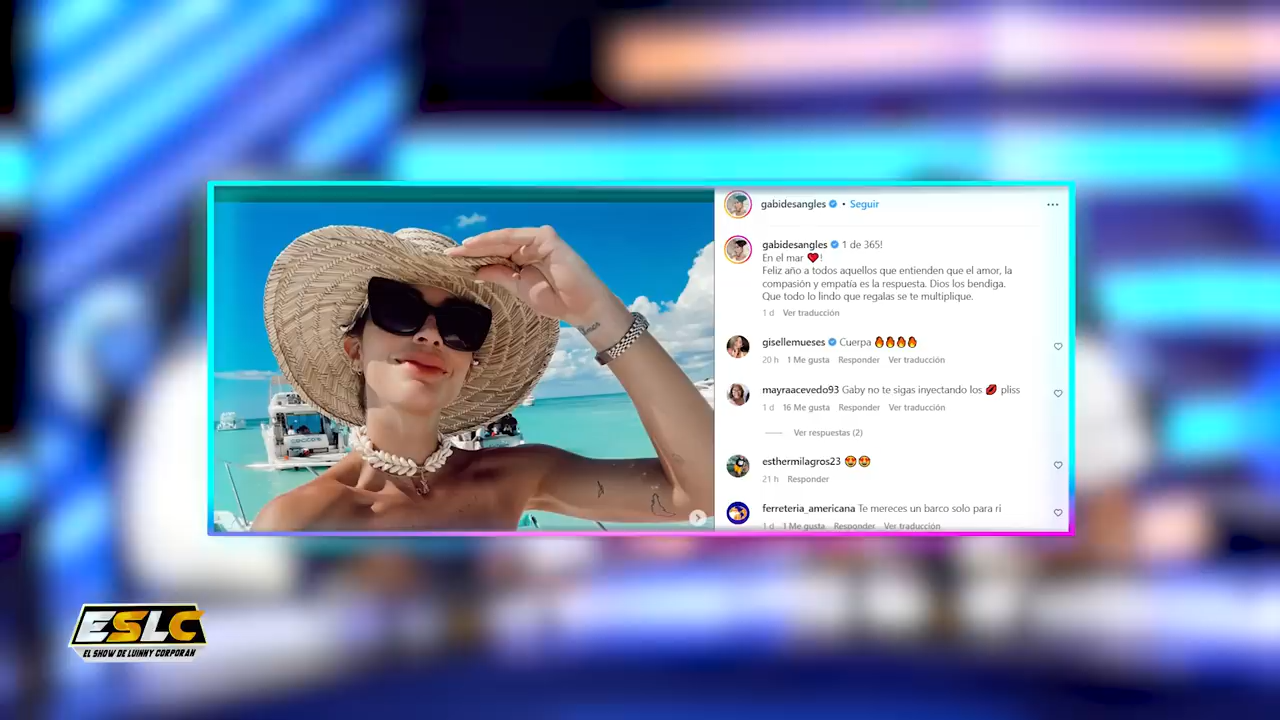 gabidesangles • Seguir
gabidesangles 1 de 365!
En el mar ❤️!
Feliz año a todos aquellos que entienden que el amor, la
compasión y empatía es la respuesta. Dios los bendiga.
Que todo lo lindo que regalas se te multiplique.
1 d Ver traducción
gisellemueses Cuerpa 🔥🔥🔥🔥
20 h 1 Me gusta Responder Ver traducción
mayraacevedo93 Gaby no te sigas inyectando los 💋 pliss
1 d 16 Me gusta Responder Ver traducción
Ver respuestas (2)
esthermilagros23 😍😍
21 h Responder
ferreteria_americana Te mereces un barco solo para ri
1 d 1 Me gusta Responder Ver traducción
ESLC
EL SHOW DE LUINNY CORPORAN